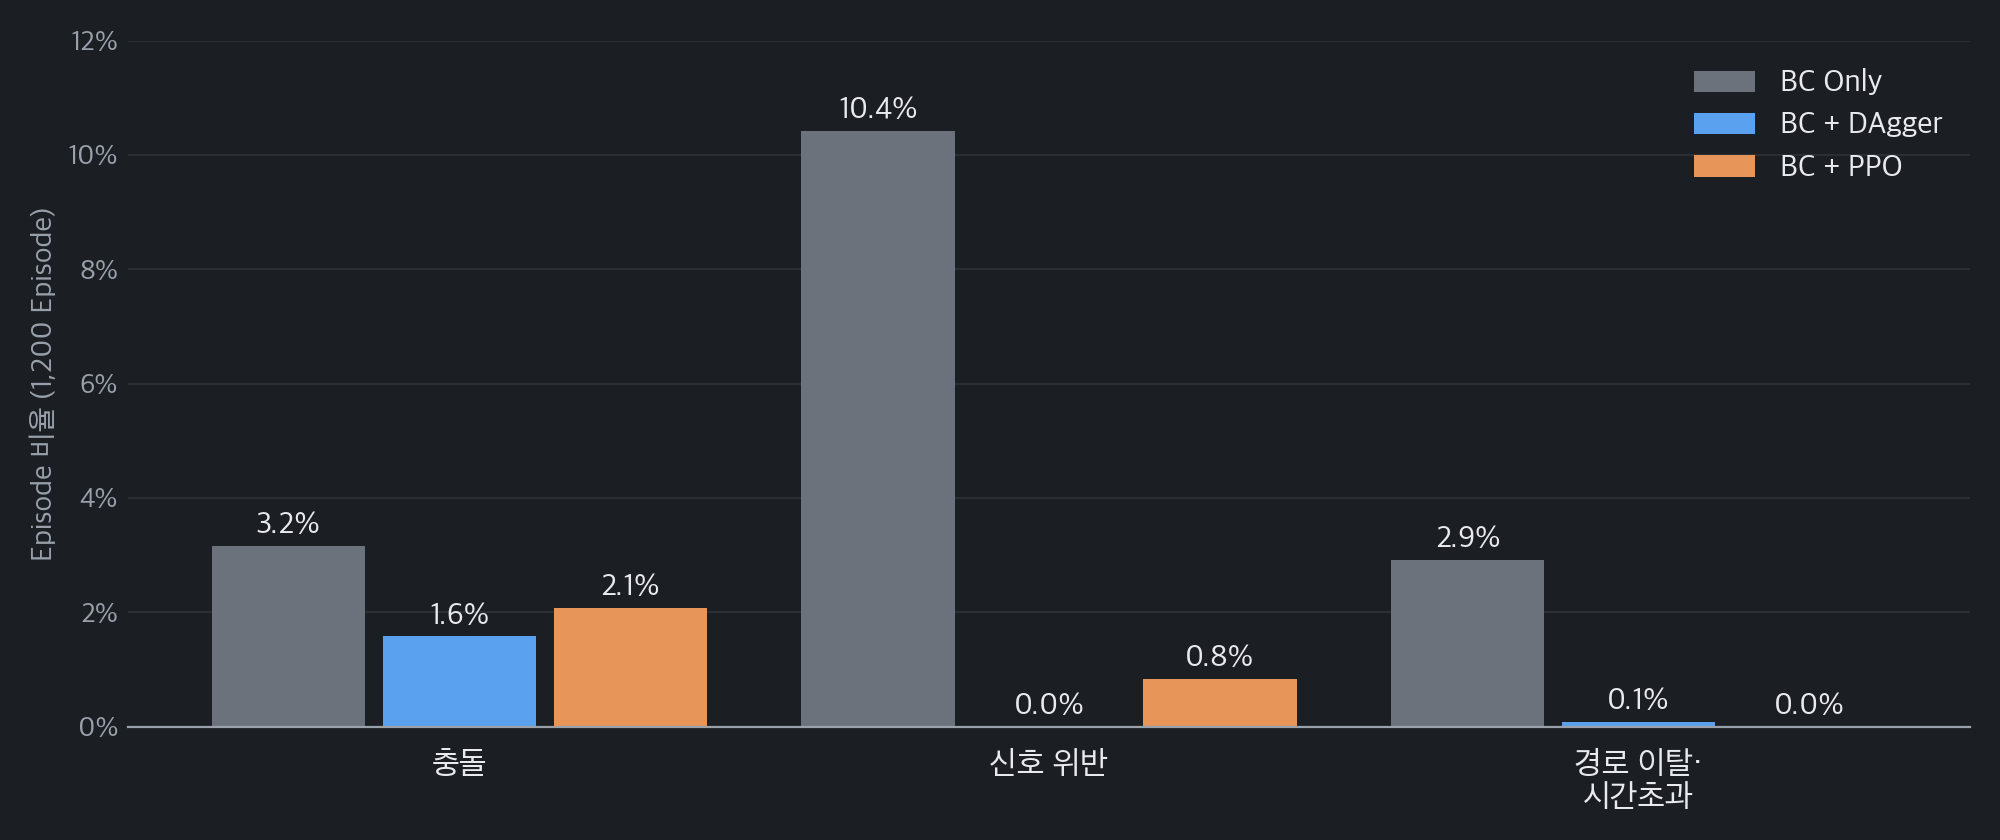 12%
10%
8%
6%
4%
2%
0%
Episode 비율 (1,200 Episode)
BC Only
BC + DAgger
BC + PPO
3.2%
1.6%
2.1%
10.4%
0.0%
0.8%
2.9%
0.1%
0.0%
충돌
신호 위반
경로 이탈·
시간초과